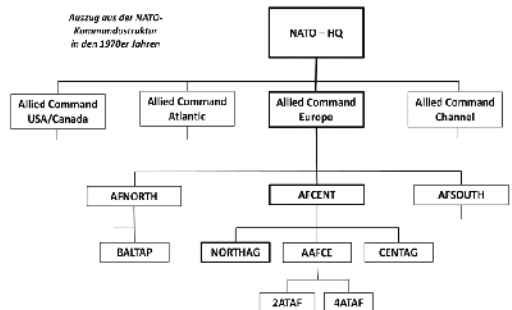 Auszug aus der NATO-
Kommandostruktur
in den 1970er Jahren
NATO – HQ
Allied Command
USA/Canada
Allied Command
Atlantic
Allied Command
Europe
Allied Command
Channel
AFNORTH
AFCENT
AFSOUTH
BALTAP
NORTHAG
AAFCE
CENTAG
2ATAF
4ATAF